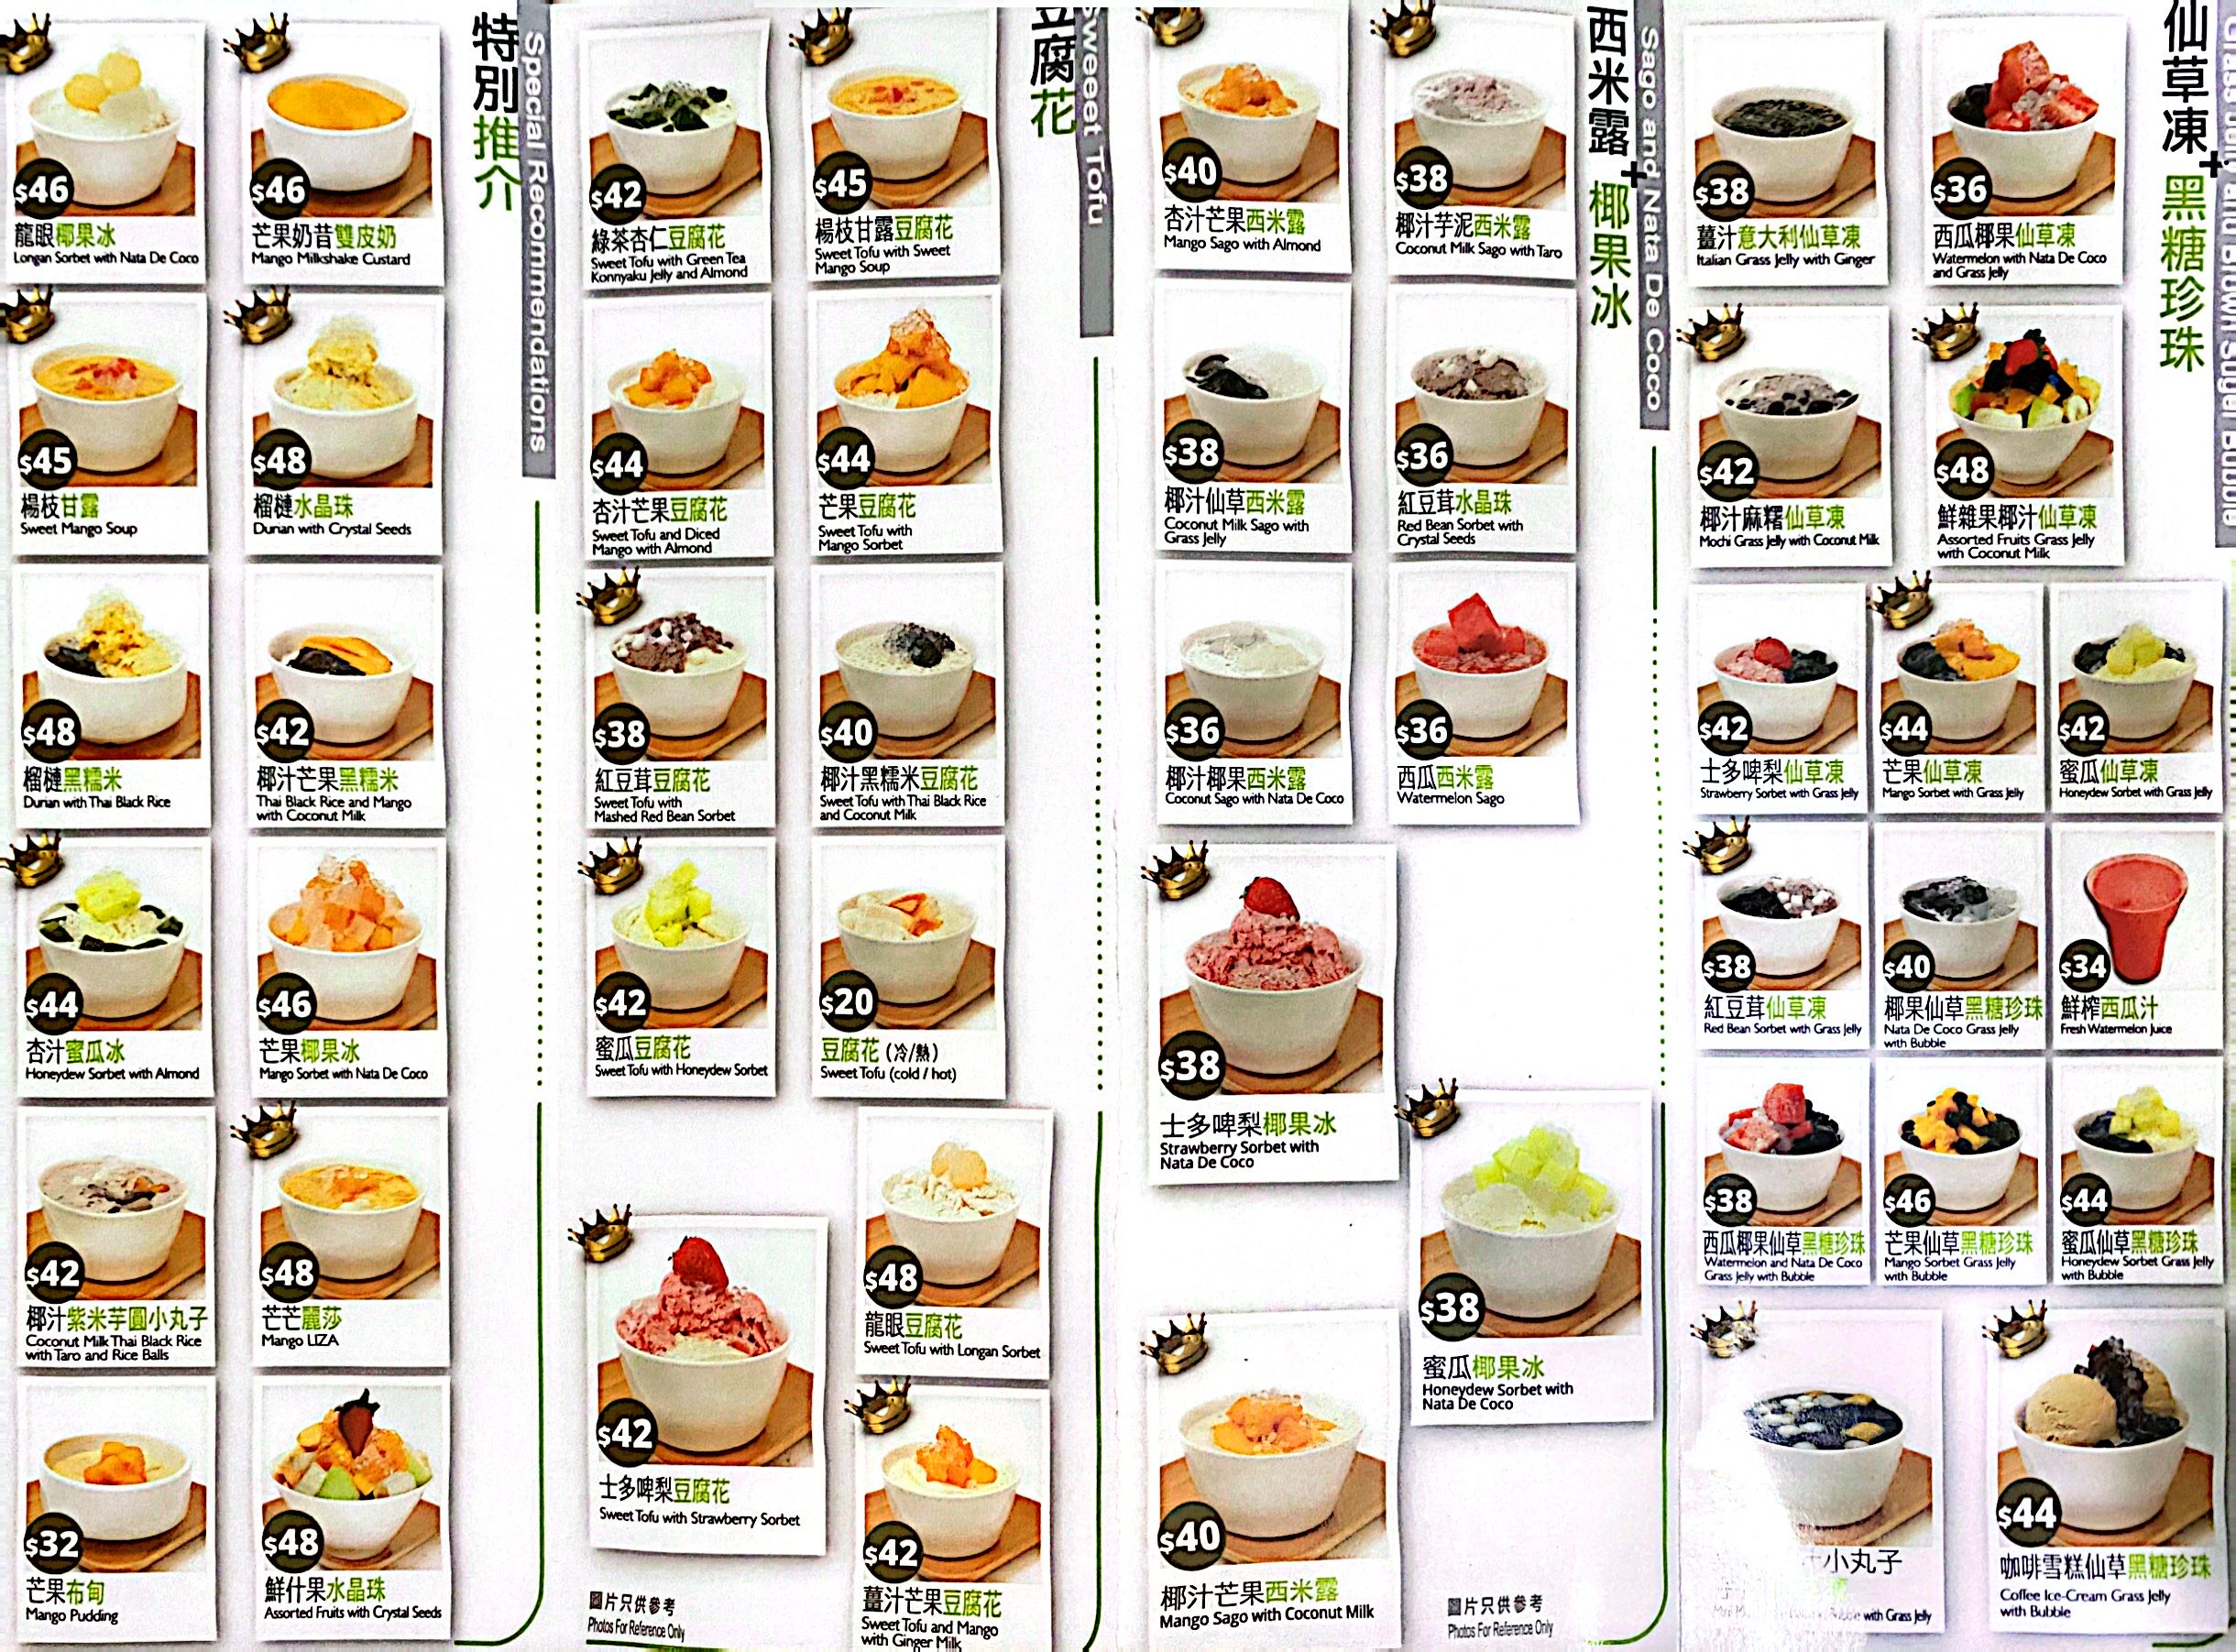 特別推介
Special Recommendations
$46
龍眼椰果冰
Longan Sorbet with Nata De Coco
$46
芒果奶昔雙皮奶
Mango Milkshake Custard
$45
楊枝甘露
Sweet Mango Soup
$48
榴槤水晶珠
Durian with Crystal Seeds
$48
榴槤黑糯米
Durian with Thai Black Rice
$42
椰汁芒果黑糯米
Thai Black Rice and Mango
with Coconut Milk
$44
杏汁蜜瓜冰
Honeydew Sorbet with Almond
$46
芒果椰果冰
Mango Sorbet with Nata De Coco
$42
椰汁紫米芋圓小丸子
Coconut Milk Thai Black Rice
with Taro and Rice Balls
$48
芒芒麗莎
Mango LIZA
$32
芒果布甸
Mango Pudding
$48
鮮什果水晶珠
Assorted Fruits with Crystal Seeds
豆腐花
Sweeet Tofu
$42
綠茶杏仁豆腐花
Sweet Tofu with Green Tea
Konnyaku Jelly and Almond
$45
楊枝甘露豆腐花
Sweet Tofu with Sweet
Mango Soup
$44
杏汁芒果豆腐花
Sweet Tofu and Diced
Mango with Almond
$44
芒果豆腐花
Sweet Tofu with
Mango Sorbet
$38
紅豆茸豆腐花
Sweet Tofu with
Mashed Red Bean Sorbet
$40
椰汁黑糯米豆腐花
Sweet Tofu with Thai Black Rice
and Coconut Milk
$42
蜜瓜豆腐花
Sweet Tofu with Honeydew Sorbet
$20
豆腐花 (冷/熱)
Sweet Tofu (cold / hot)
$48
龍眼豆腐花
Sweet Tofu with Longan Sorbet
$42
士多啤梨豆腐花
Sweet Tofu with Strawberry Sorbet
$42
薑汁芒果豆腐花
Sweet Tofu and Mango
with Ginger Milk
圖片只供參考
Photos For Reference Only
西米露+椰果冰
Sago and Nata De Coco
$40
杏汁芒果西米露
Mango Sago with Almond
$38
椰汁芋泥西米露
Coconut Milk Sago with Taro
$38
椰汁仙草西米露
Coconut Milk Sago with
Grass Jelly
$36
紅豆茸水晶珠
Red Bean Sorbet with
Crystal Seeds
$36
椰汁椰果西米露
Coconut Sago with Nata De Coco
$36
西瓜西米露
Watermelon Sago
$38
士多啤梨椰果冰
Strawberry Sorbet with
Nata De Coco
$38
蜜瓜椰果冰
Honeydew Sorbet with
Nata De Coco
$40
椰汁芒果西米露
Mango Sago with Coconut Milk
圖片只供參考
Photos For Reference Only
仙草凍+黑糖珍珠
$38
薑汁意大利仙草凍
Italian Grass Jelly with Ginger
$36
西瓜椰果仙草凍
Watermelon with Nata De Coco
and Grass Jelly
$42
椰汁麻糬仙草凍
Mochi Grass Jelly with Coconut Milk
$48
鮮雜果椰汁仙草凍
Assorted Fruits Grass Jelly
with Coconut Milk
$42
士多啤梨仙草凍
Strawberry Sorbet with Grass Jelly
$44
芒果仙草凍
Mango Sorbet with Grass Jelly
$42
蜜瓜仙草凍
Honeydew Sorbet with Grass Jelly
$38
紅豆茸仙草凍
Red Bean Sorbet with Grass Jelly
$40
椰果仙草黑糖珍珠
Nata De Coco Grass Jelly
with Bubble
$34
鮮榨西瓜汁
Fresh Watermelon Juice
$38
西瓜椰果仙草黑糖珍珠
Watermelon and Nata De Coco
Grass Jelly with Bubble
$46
芒果仙草黑糖珍珠
Mango Sorbet Grass Jelly
with Bubble
$44
蜜瓜仙草黑糖珍珠
Honeydew Sorbet Grass Jelly
with Bubble
小丸子
with Grass Jelly
$44
咖啡雪糕仙草黑糖珍珠
Coffee Ice-Cream Grass Jelly
with Bubble